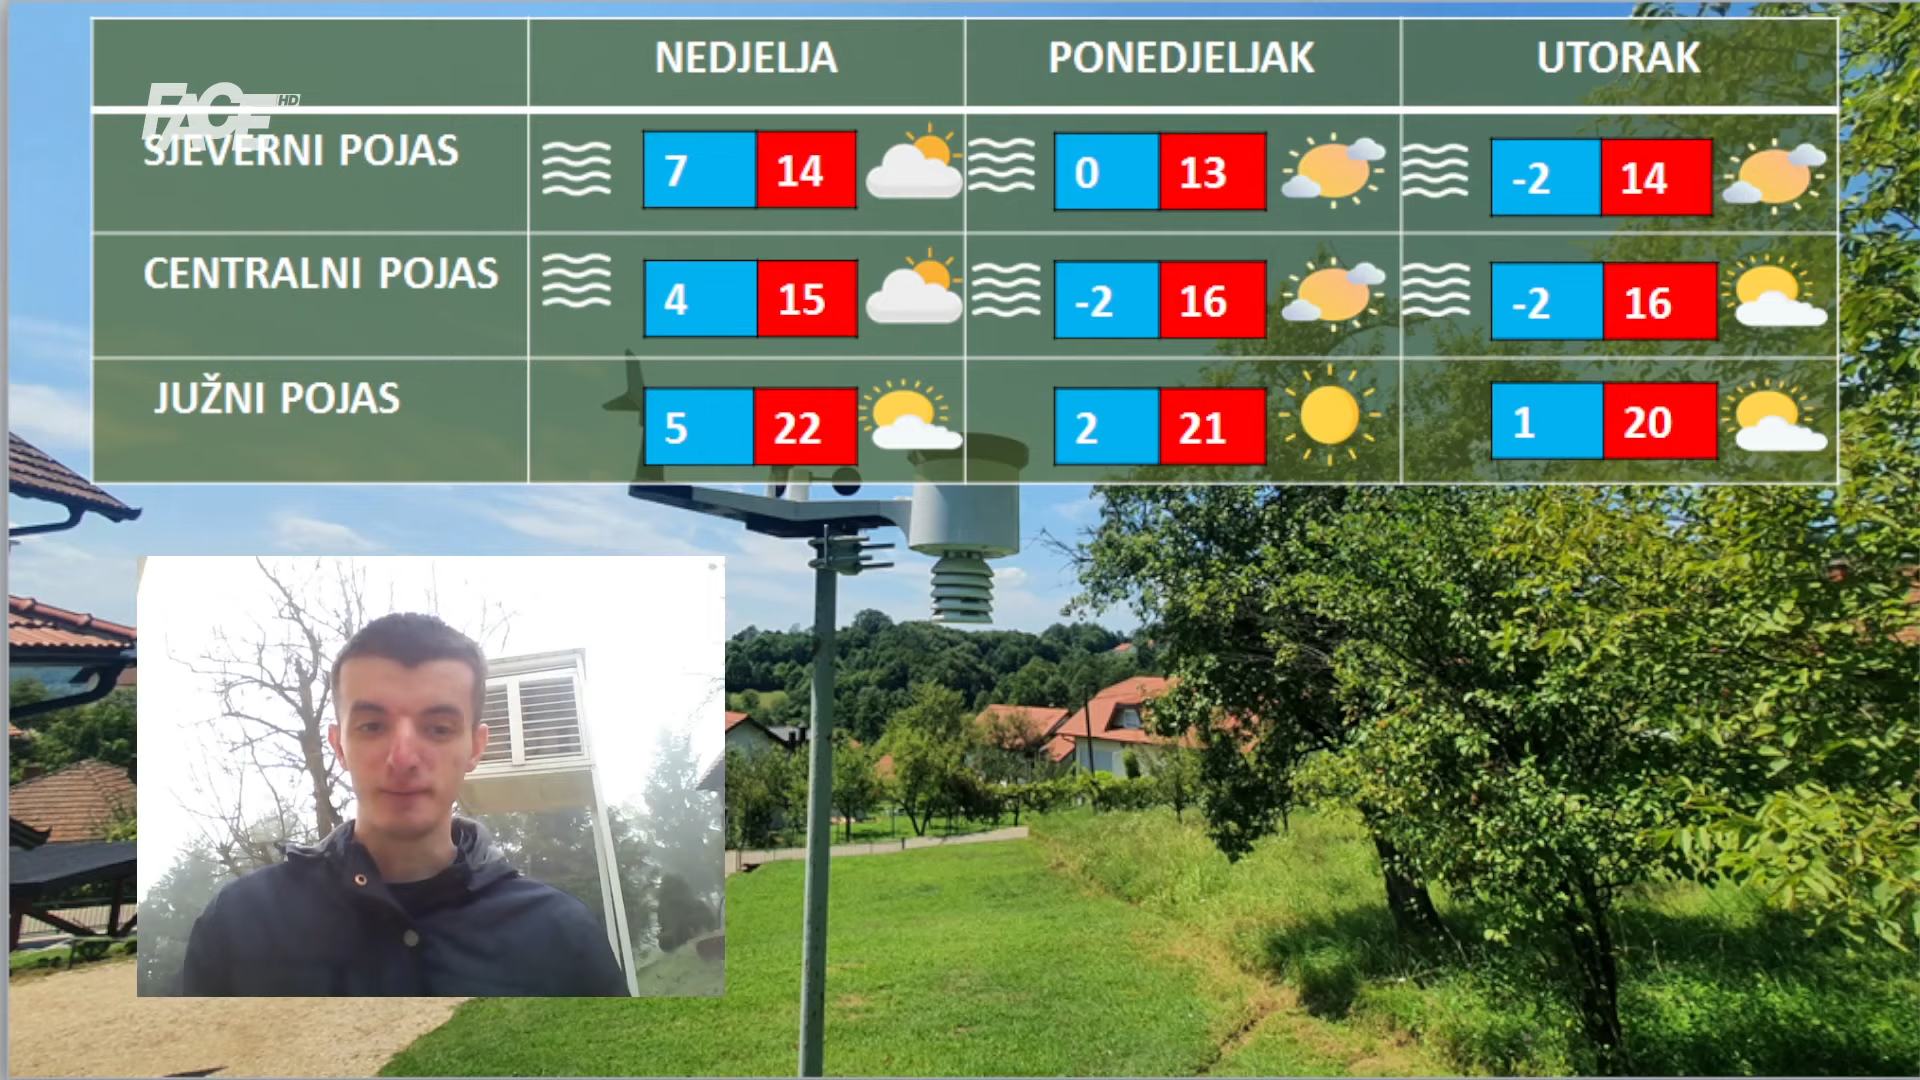 NEDJELJA PONEDJELJAK UTORAK
FACE HD
SJEVERNI POJAS 7 14 0 13 -2 14
CENTRALNI POJAS 4 15 -2 16 -2 16
JUŽNI POJAS 5 22 2 21 1 20